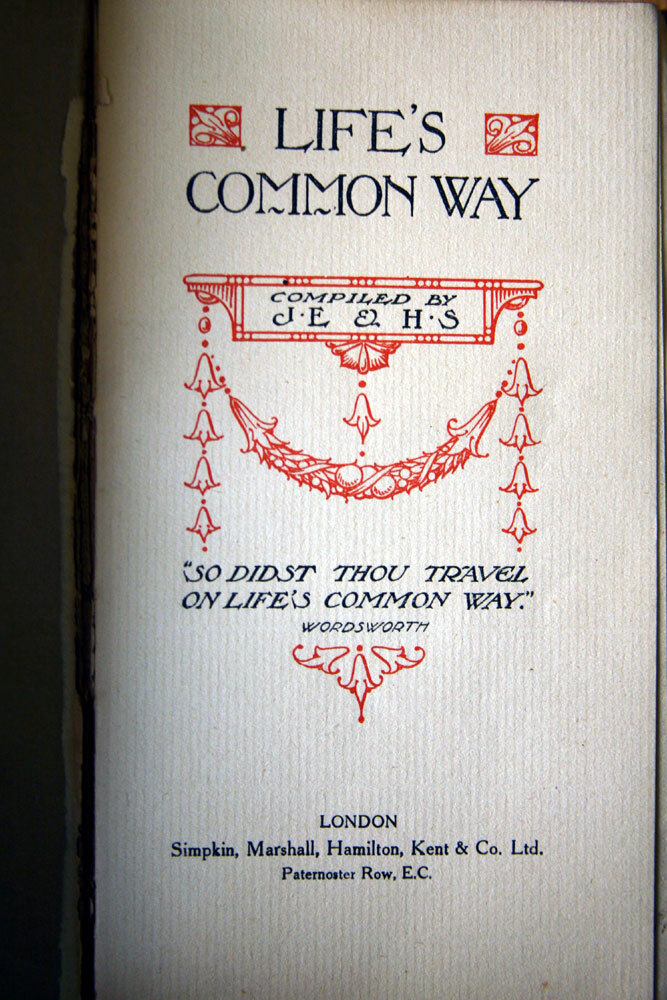 LIFE'S
COMMON WAY
COMPILED BY
J·E & H·S
"SO DIDST THOU TRAVEL
ON LIFE'S COMMON WAY."
WORDSWORTH
LONDON
Simpkin, Marshall, Hamilton, Kent & Co. Ltd.
Paternoster Row, E.C.